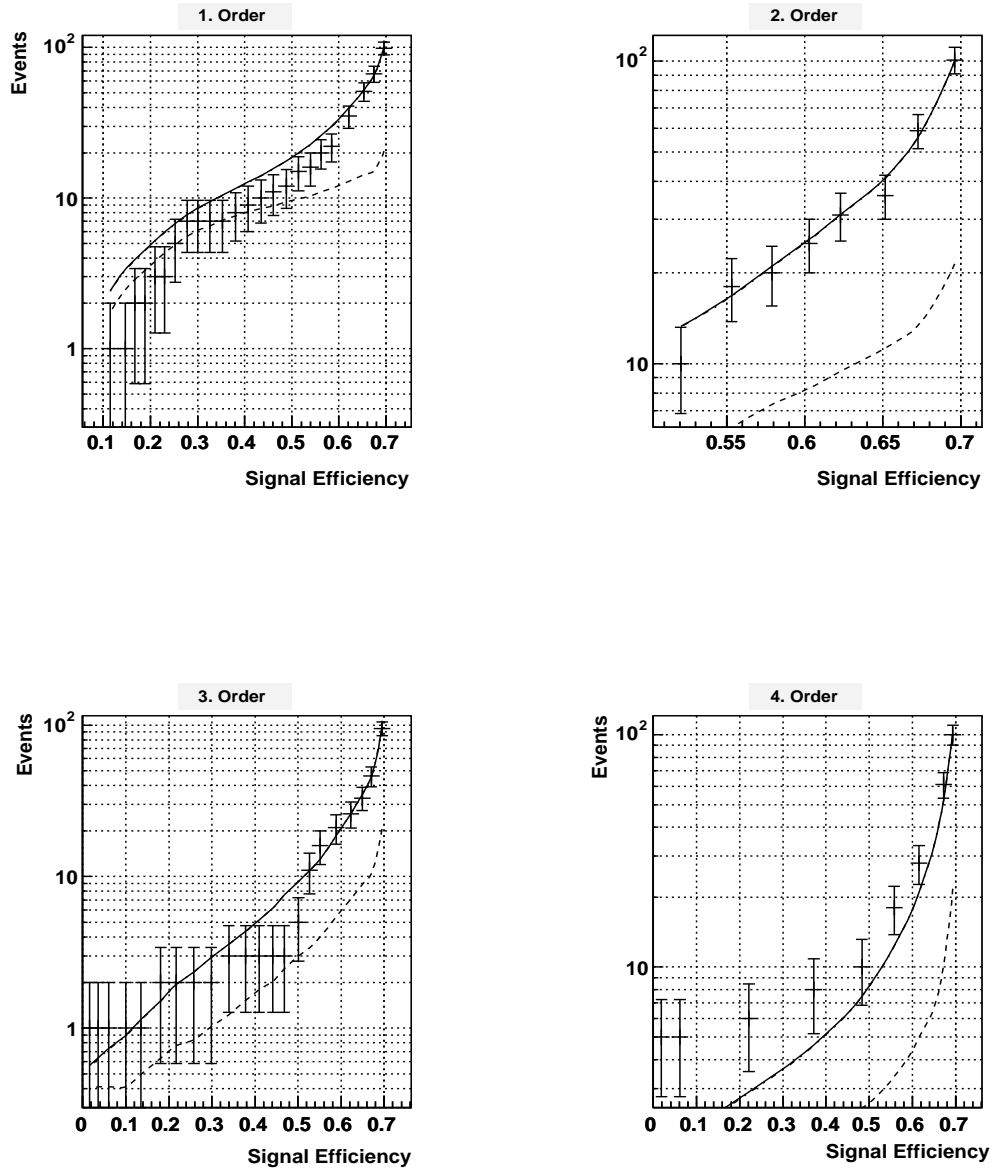 1. Order
Events
10²
10
1
0.1 0.2 0.3 0.4 0.5 0.6 0.7
Signal Efficiency
2. Order
10²
10
0.55 0.6 0.65 0.7
Signal Efficiency
3. Order
Events
10²
10
1
0 0.1 0.2 0.3 0.4 0.5 0.6 0.7
Signal Efficiency
4. Order
Events
10²
10
0 0.1 0.2 0.3 0.4 0.5 0.6 0.7
Signal Efficiency